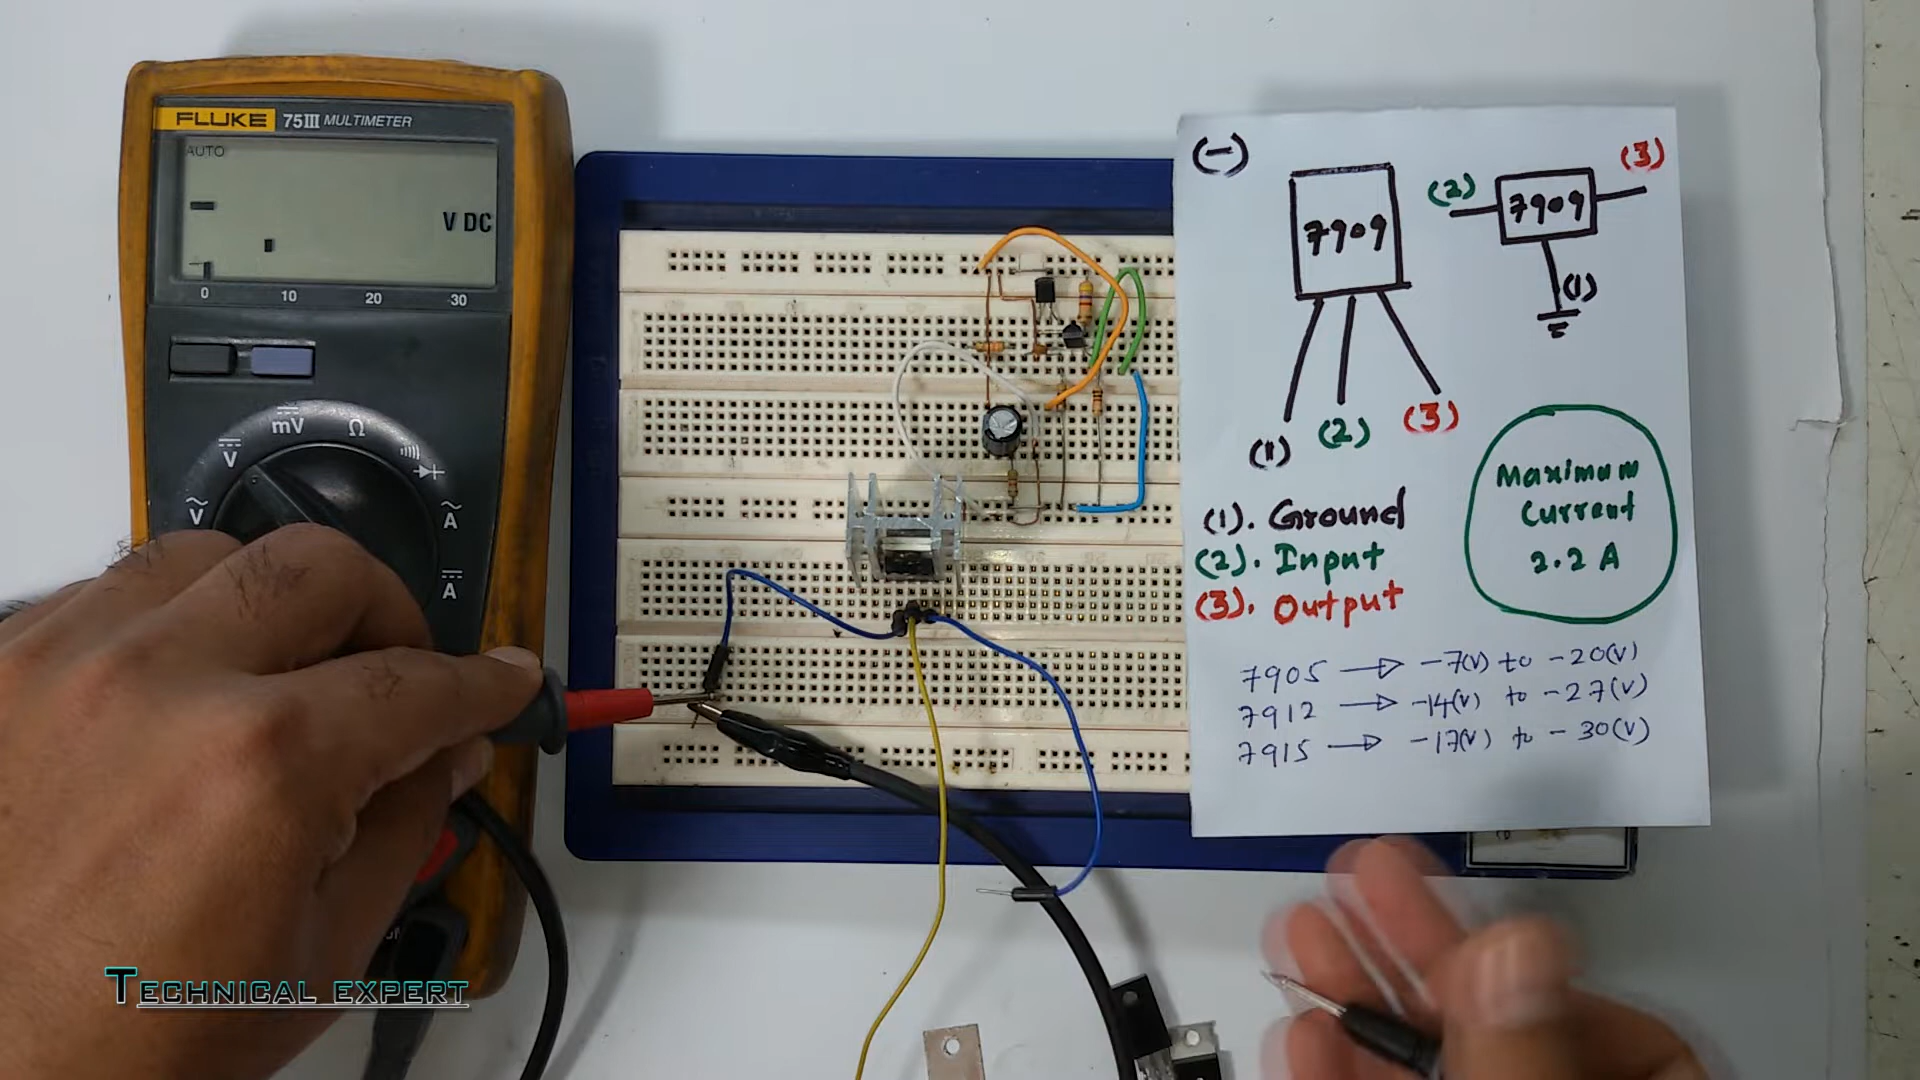 FLUKE 75III MULTIMETER
AUTO
V DC
0 10 20 30
mV
Ω
V
V
A
A
(-)
7909
(1) (2) (3)
(2) 7909 (3)
(1)
(1). Ground
(2). Input
(3). Output
Maximum
Current
2.2 A
7905 → -7(V) to -20(V)
7912 → -14(V) to -27(V)
7915 → -17(V) to -30(V)
TECHNICAL EXPERT